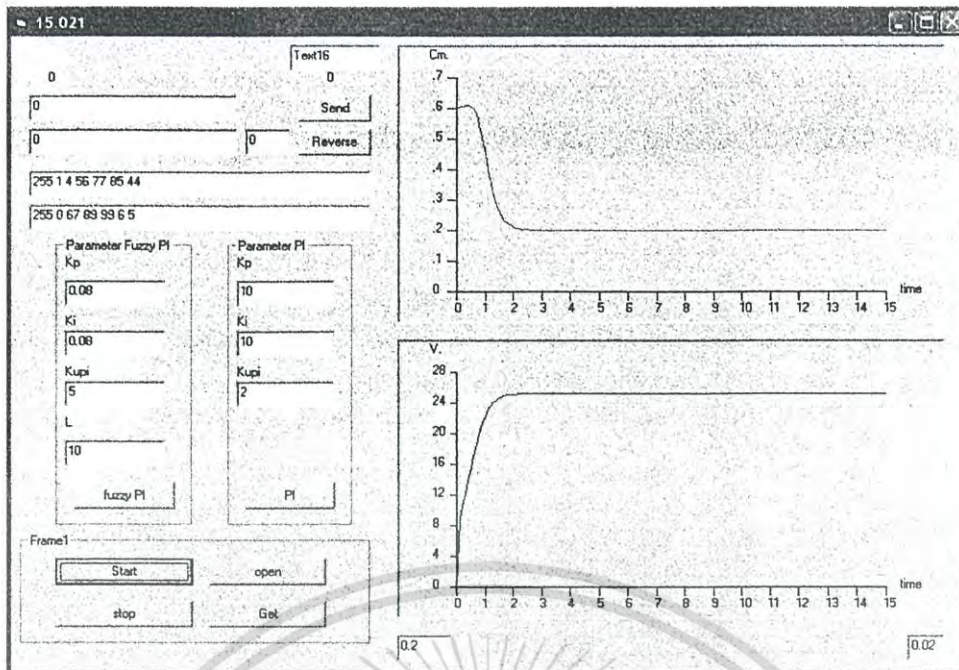 15.021
Text16
0
0
0
Send
0
0
Reverse
255 1 4 56 77 85 44
255 0 67 89 99 6 5
Parameter Fuzzy PI
Kp
0.08
Ki
0.08
Kupi
5
L
10
fuzzy PI
Parameter PI
Kp
10
Ki
10
Kupi
2
PI
Frame1
Start
open
stop
Get
Cm.
.7
.6
.5
.4
.3
.2
.1
0
0 1 2 3 4 5 6 7 8 9 10 11 12 13 14 15
time
V.
28
24
20
16
12
8
4
0
0 1 2 3 4 5 6 7 8 9 10 11 12 13 14 15
time
0.2
0.02